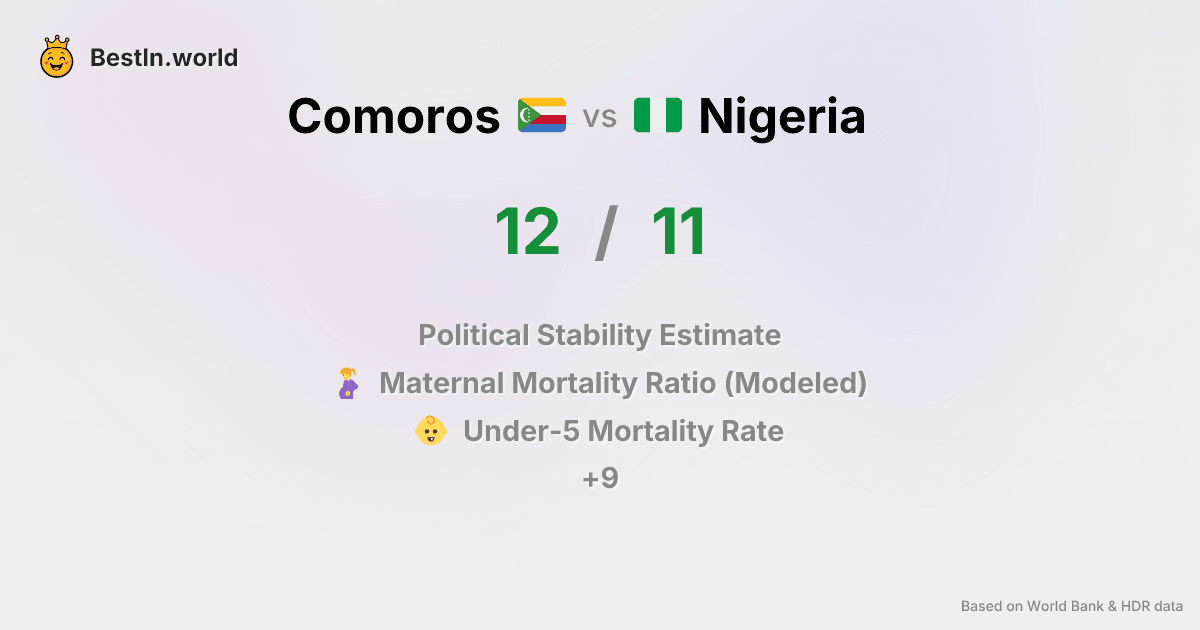 BestIn.world
Comoros vs Nigeria
12 / 11
Political Stability Estimate
Maternal Mortality Ratio (Modeled)
Under-5 Mortality Rate
+9
Based on World Bank & HDR data